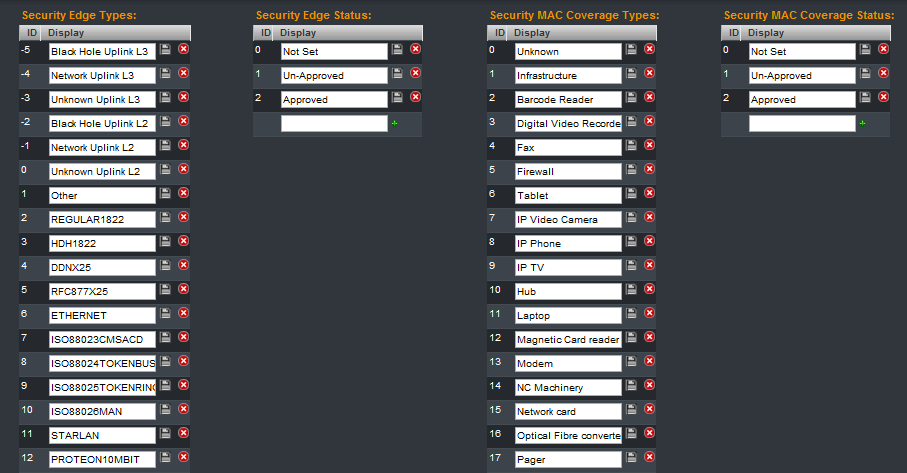 Security Edge Types:
ID Display
-5 Black Hole Uplink L3
-4 Network Uplink L3
-3 Unknown Uplink L3
-2 Black Hole Uplink L2
-1 Network Uplink L2
0 Unknown Uplink L2
1 Other
2 REGULAR1822
3 HDH1822
4 DDNX25
5 RFC877X25
6 ETHERNET
7 ISO88023CMSACD
8 ISO88024TOKENBUS
9 ISO88025TOKENRING
10 ISO88026MAN
11 STARLAN
12 PROTEON10MBIT
Security Edge Status:
ID Display
0 Not Set
1 Un-Approved
2 Approved
Security MAC Coverage Types:
ID Display
0 Unknown
1 Infrastructure
2 Barcode Reader
3 Digital Video Recorde
4 Fax
5 Firewall
6 Tablet
7 IP Video Camera
8 IP Phone
9 IP TV
10 Hub
11 Laptop
12 Magnetic Card reader
13 Modem
14 NC Machinery
15 Network card
16 Optical Fibre converte
17 Pager
Security MAC Coverage Status:
ID Display
0 Not Set
1 Un-Approved
2 Approved